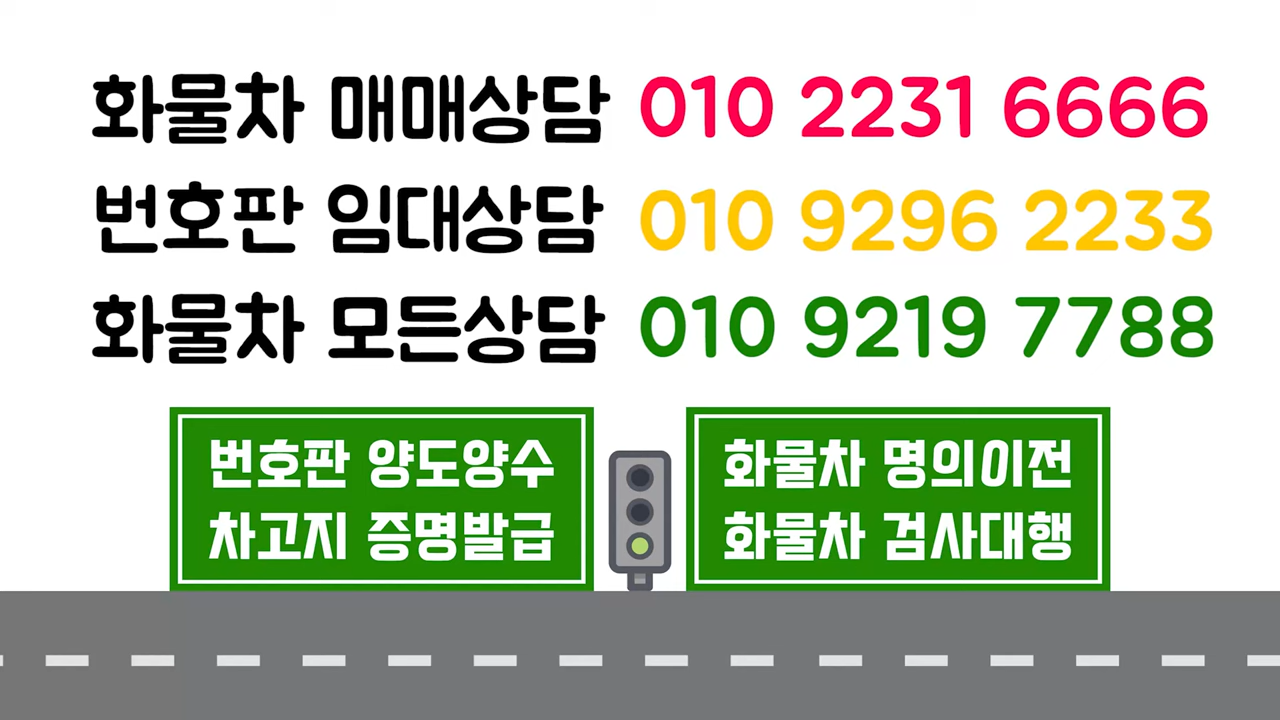 화물차 매매상담 010 2231 6666
번호판 임대상담 010 9296 2233
화물차 모든상담 010 9219 7788
번호판 양도양수
차고지 증명발급
화물차 명의이전
화물차 검사대행